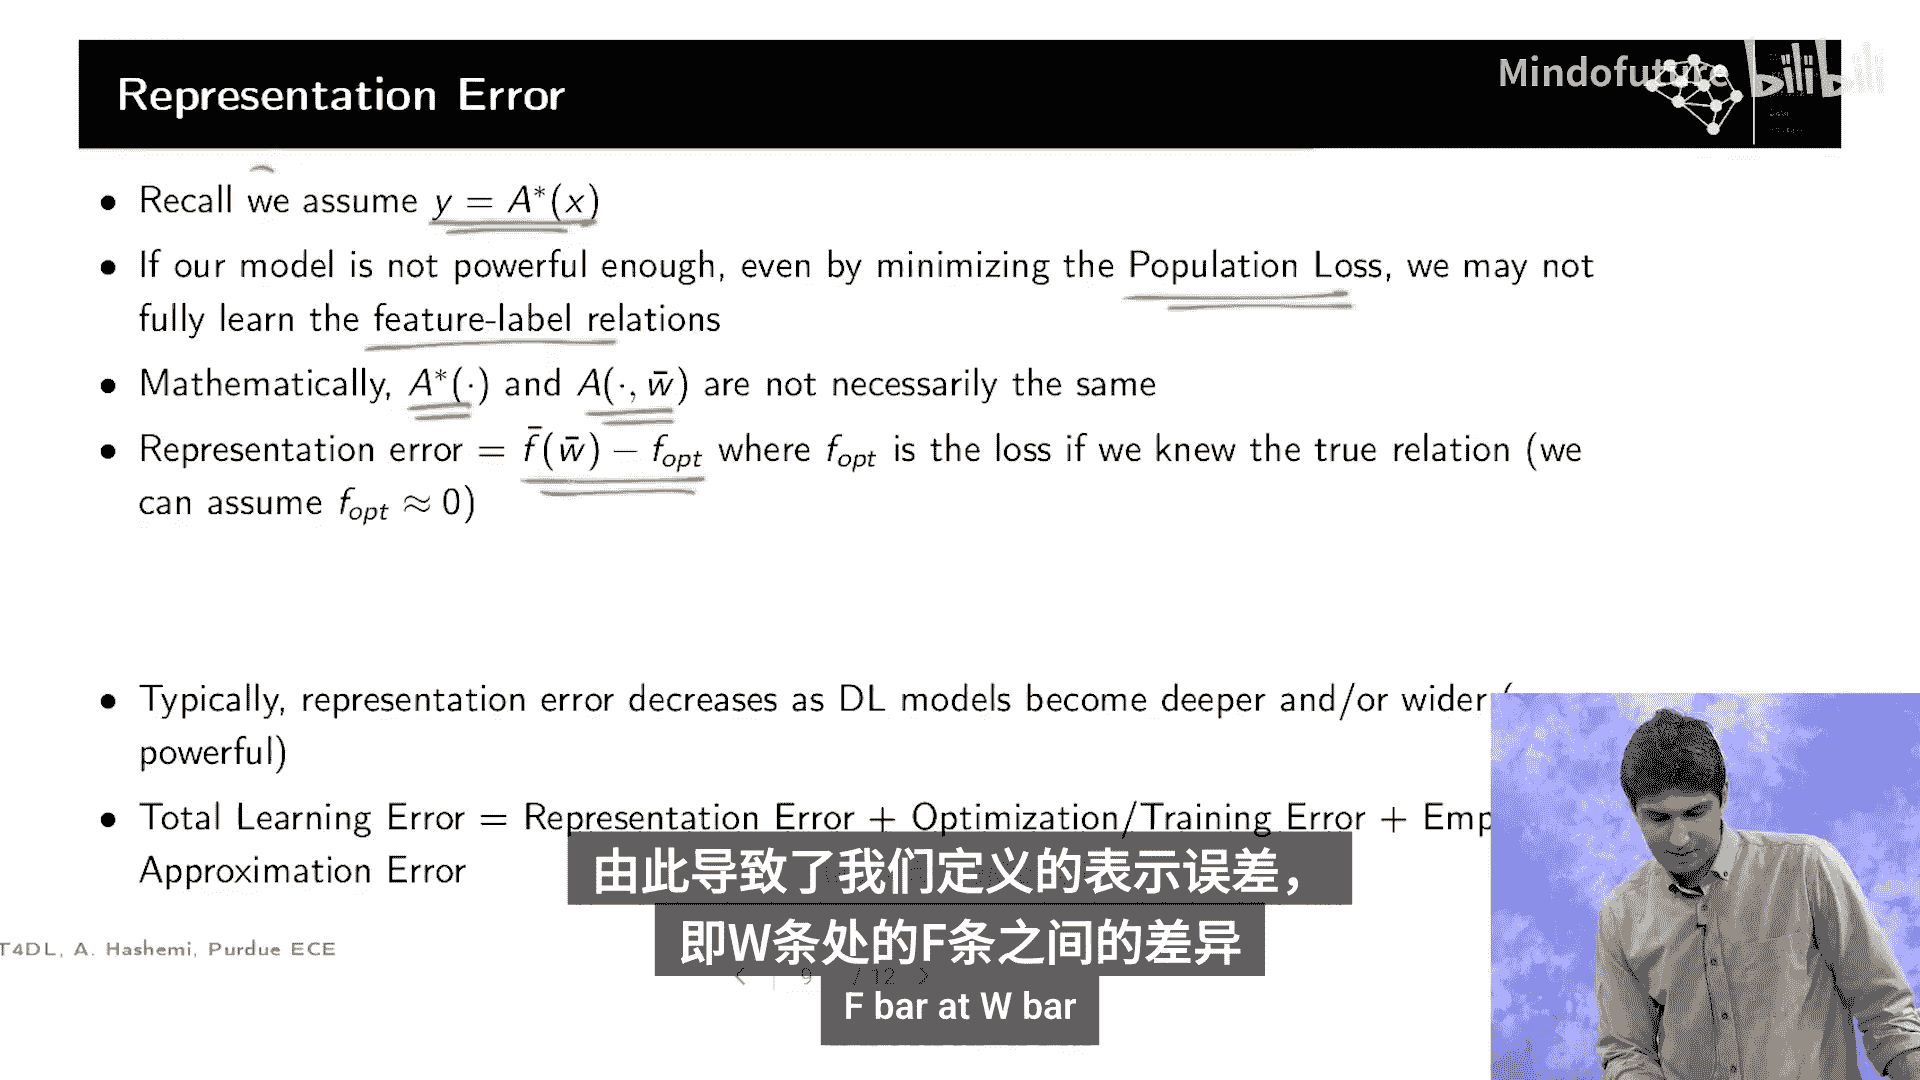 Representation Error
Mindofuture
bilibili
• Recall we assume y = A*(x)
• If our model is not powerful enough, even by minimizing the Population Loss, we may not
fully learn the feature-label relations
• Mathematically, A*(·) and A(·, w̄) are not necessarily the same
• Representation error = f̄(w̄) − f_opt where f_opt is the loss if we knew the true relation (we
can assume f_opt ≈ 0)
• Typically, representation error decreases as DL models become deeper and/or wider (
powerful)
• Total Learning Error = Representation Error + Optimization/Training Error + Emp
Approximation Error
由此导致了我们定义的表示误差，
即W条处的F条之间的差异
F bar at W bar
T4DL, A. Hashemi, Purdue ECE
9 / 12